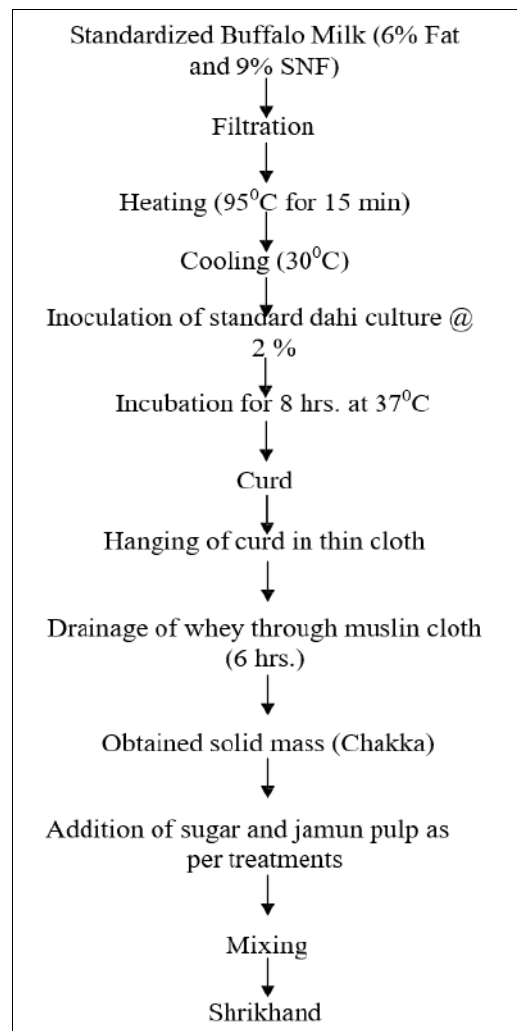 Standardized Buffalo Milk (6% Fat
and 9% SNF)
Filtration
Heating (95⁰C for 15 min)
Cooling (30⁰C)
Inoculation of standard dahi culture @
2 %
Incubation for 8 hrs. at 37⁰C
Curd
Hanging of curd in thin cloth
Drainage of whey through muslin cloth
(6 hrs.)
Obtained solid mass (Chakka)
Addition of sugar and jamun pulp as
per treatments
Mixing
Shrikhand